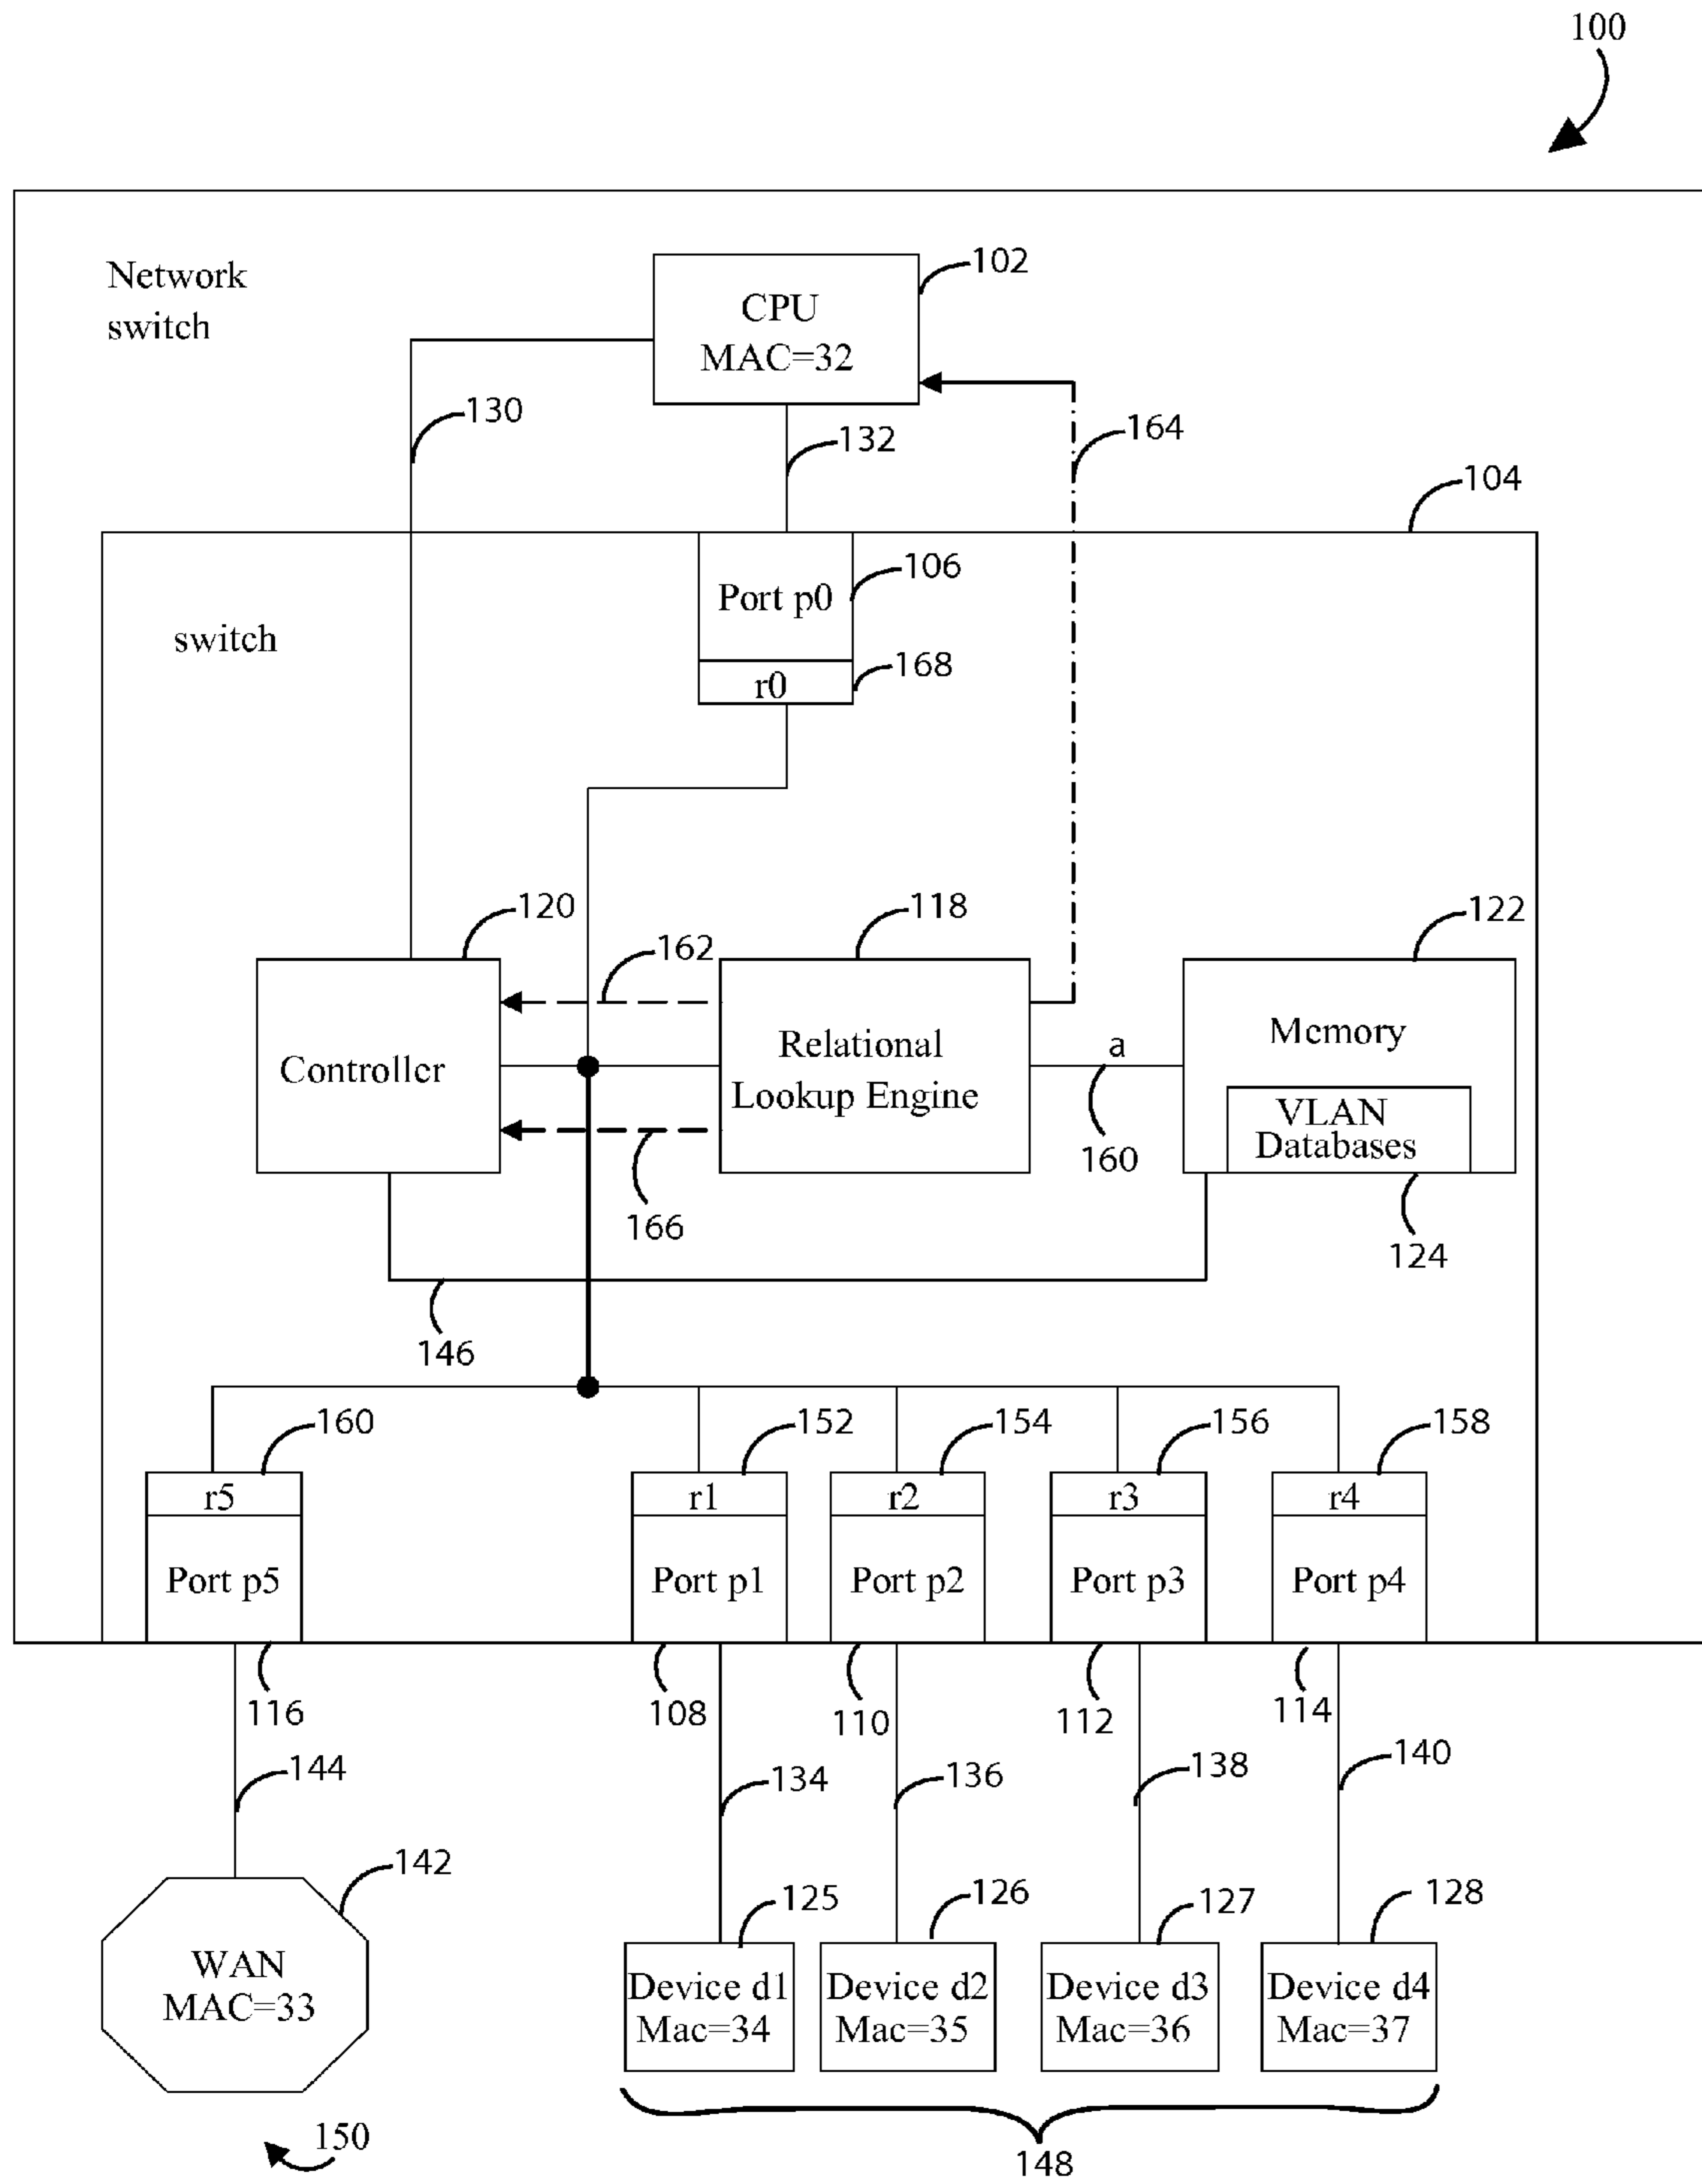 100
Network
switch
CPU
MAC=32
102
130
132
164
104
Port p0
106
switch
r0
168
120
118
122
162
Controller
Relational
Lookup Engine
a
Memory
VLAN
Databases
160
166
124
146
160
152
154
156
158
r5
r1
r2
r3
r4
Port p5
Port p1
Port p2
Port p3
Port p4
116
108
110
112
114
144
134
136
138
140
142
125
126
127
128
WAN
MAC=33
Device d1
Mac=34
Device d2
Mac=35
Device d3
Mac=36
Device d4
Mac=37
150
148